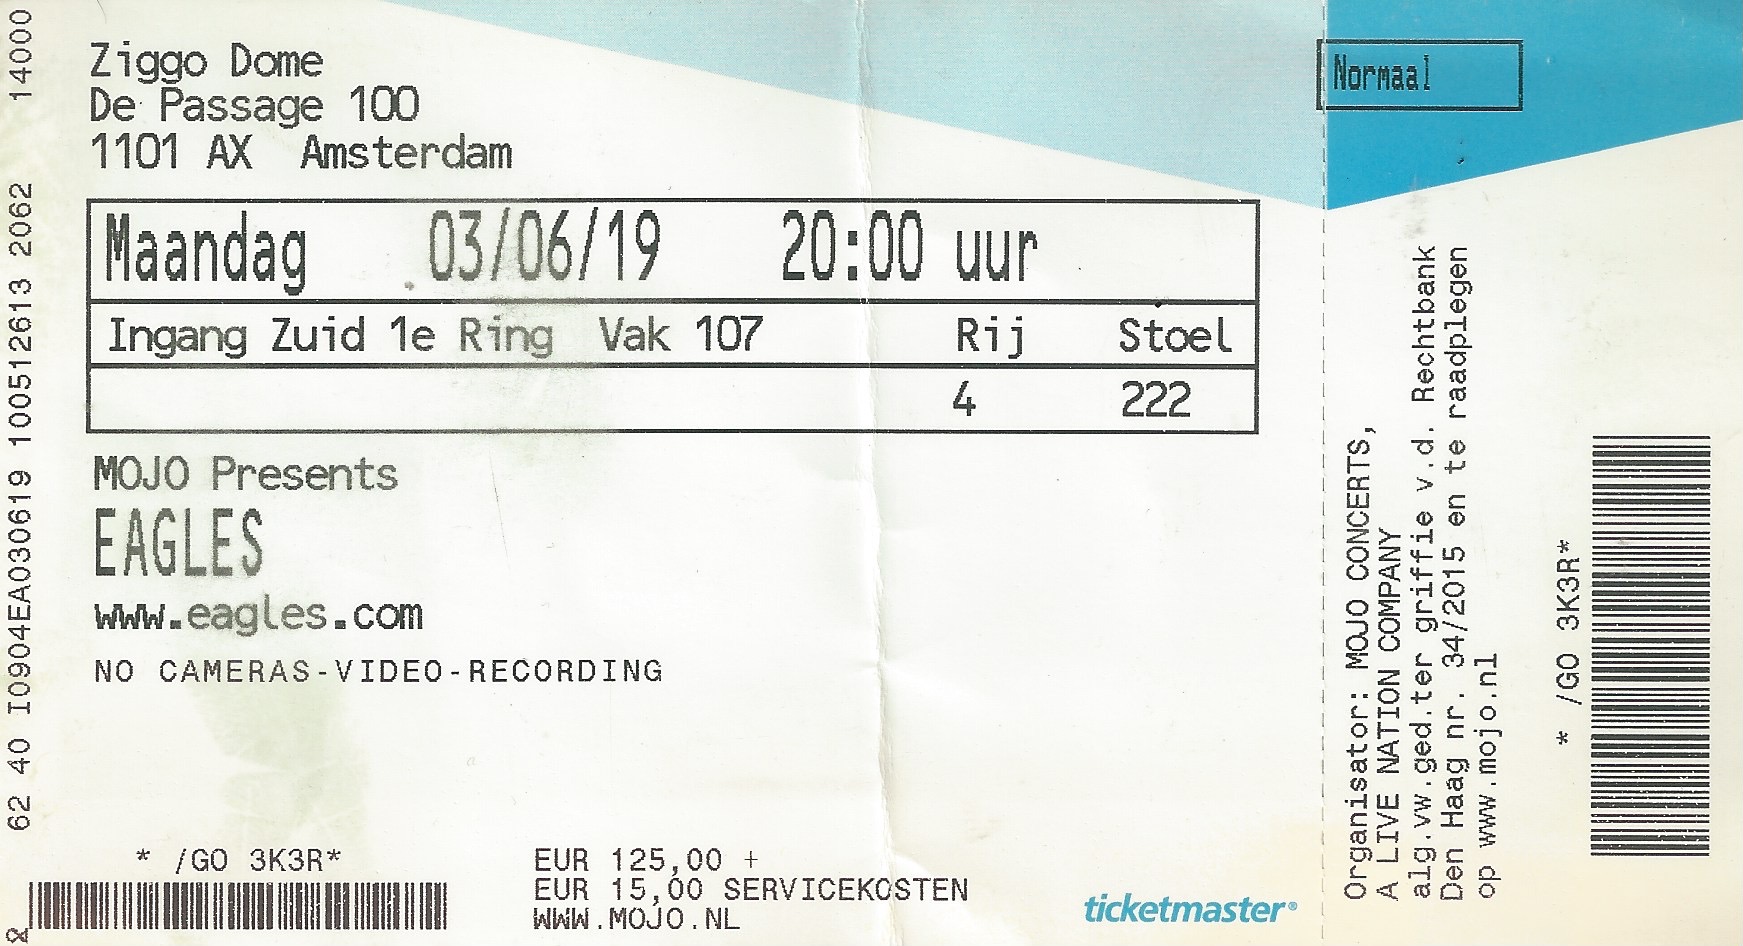 Ziggo Dome
De Passage 100
1101 AX Amsterdam
Normaal
Maandag 03/06/19 20:00 uur
Ingang Zuid 1e Ring Vak 107 Rij Stoel
4 222
MOJO Presents
EAGLES
www.eagles.com
NO CAMERAS-VIDEO-RECORDING
* /GO 3K3R*
EUR 125,00 +
EUR 15,00 SERVICEKOSTEN
WWW.MOJO.NL
ticketmaster®
62 40 I0904EA030619 100512613 2062 14000
Organisator: MOJO CONCERTS,
A LIVE NATION COMPANY
alg.vw.ged.ter griffie v.d. Rechtbank
Den Haag nr. 34/2015 en te raadplegen
op www.mojo.nl
* /GO 3K3R*